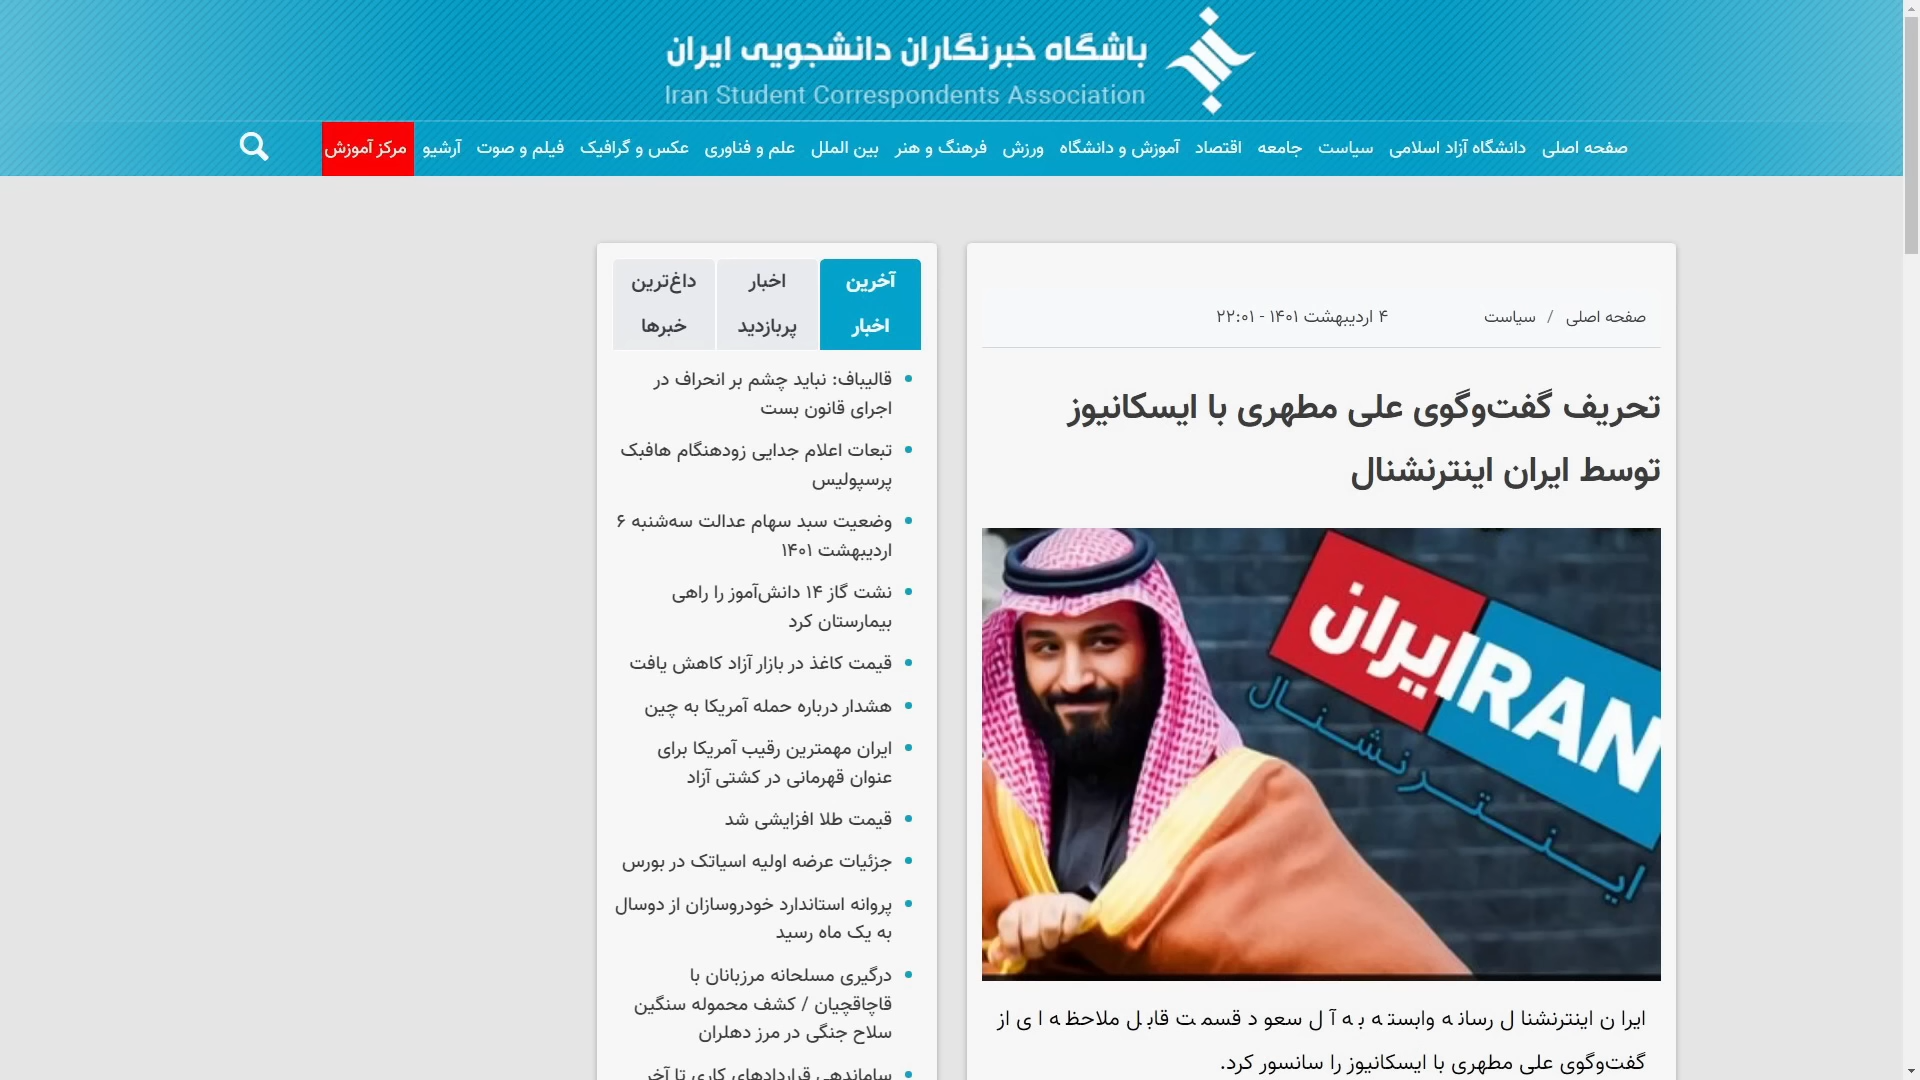 باشگاه خبرنگاران دانشجویی ایران
Iran Student Correspondents Association
صفحه اصلی دانشگاه آزاد اسلامی سیاست جامعه اقتصاد آموزش و دانشگاه ورزش فرهنگ و هنر بین الملل علم و فناوری عکس و گرافیک فیلم و صوت آرشیو مرکز آموزش
صفحه اصلی / سیاست
۴ اردیبهشت ۱۴۰۱ - ۲۲:۰۱
تحریف گفت‌وگوی علی مطهری با ایسکانیوز
توسط ایران اینترنشنال
ایران IRAN
اینترنشنال
ایران اینترنشنال رسانه وابسته به آل سعود قسمت قابل ملاحظه ای از
گفت‌وگوی علی مطهری با ایسکانیوز را سانسور کرد.
آخرین
اخبار
اخبار
پربازدید
داغ‌ترین
خبرها
قالیباف: نباید چشم بر انحراف در
اجرای قانون بست
تبعات اعلام جدایی زودهنگام هافبک
پرسپولیس
وضعیت سبد سهام عدالت سه‌شنبه ۶
اردیبهشت ۱۴۰۱
نشت گاز ۱۴ دانش‌آموز را راهی
بیمارستان کرد
قیمت کاغذ در بازار آزاد کاهش یافت
هشدار درباره حمله آمریکا به چین
ایران مهمترین رقیب آمریکا برای
عنوان قهرمانی در کشتی آزاد
قیمت طلا افزایشی شد
جزئیات عرضه اولیه اسیاتک در بورس
پروانه استاندارد خودروسازان از دوسال
به یک ماه رسید
درگیری مسلحانه مرزبانان با
قاچاقچیان / کشف محموله سنگین
سلاح جنگی در مرز دهلران
ساماندهی قراردادهای کاری تا آخر